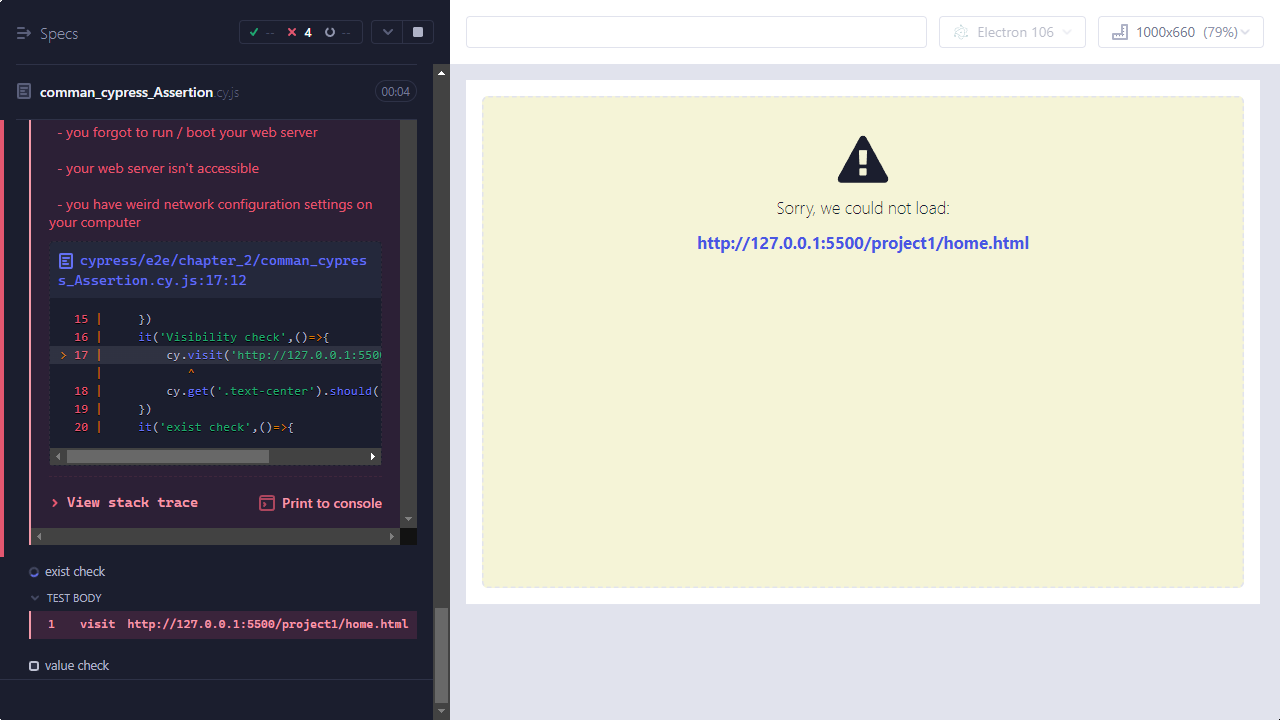 Specs
-- 4 --
Electron 106
1000x660 (79%)
comman_cypress_Assertion.cy.js
00:04
- you forgot to run / boot your web server
- your web server isn't accessible
- you have weird network configuration settings on
your computer
cypress/e2e/chapter_2/comman_cypres
s_Assertion.cy.js:17:12
15 | })
16 | it('Visibility check',()=>{
> 17 | cy.visit('http://127.0.0.1:550
| ^
18 | cy.get('.text-center').should(
19 | })
20 | it('exist check',()=>{
> View stack trace
Print to console
exist check
TEST BODY
1 visit http://127.0.0.1:5500/project1/home.html
value check
Sorry, we could not load:
http://127.0.0.1:5500/project1/home.html